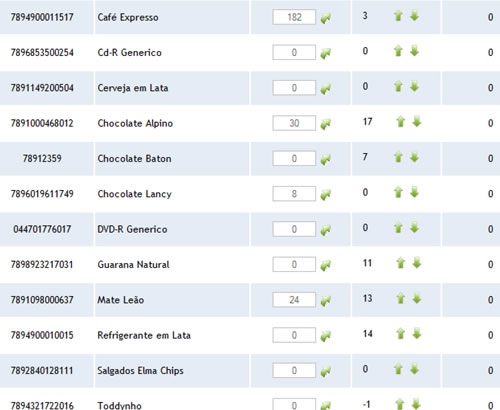 7894900011517 Café Expresso 182 3 0
7896853500254 Cd-R Generico 0 0 0
7891149200504 Cerveja em Lata 0 0 0
7891000468012 Chocolate Alpino 30 17 0
78912359 Chocolate Baton 0 7 0
7896019611749 Chocolate Lancy 8 0 0
044701776017 DVD-R Generico 0 0 0
7898923217031 Guarana Natural 0 11 0
7891098000637 Mate Leão 24 13 0
7894900010015 Refrigerante em Lata 0 14 0
7892840128111 Salgados Elma Chips 0 0 0
7894321722016 Toddynho 0 -1 0